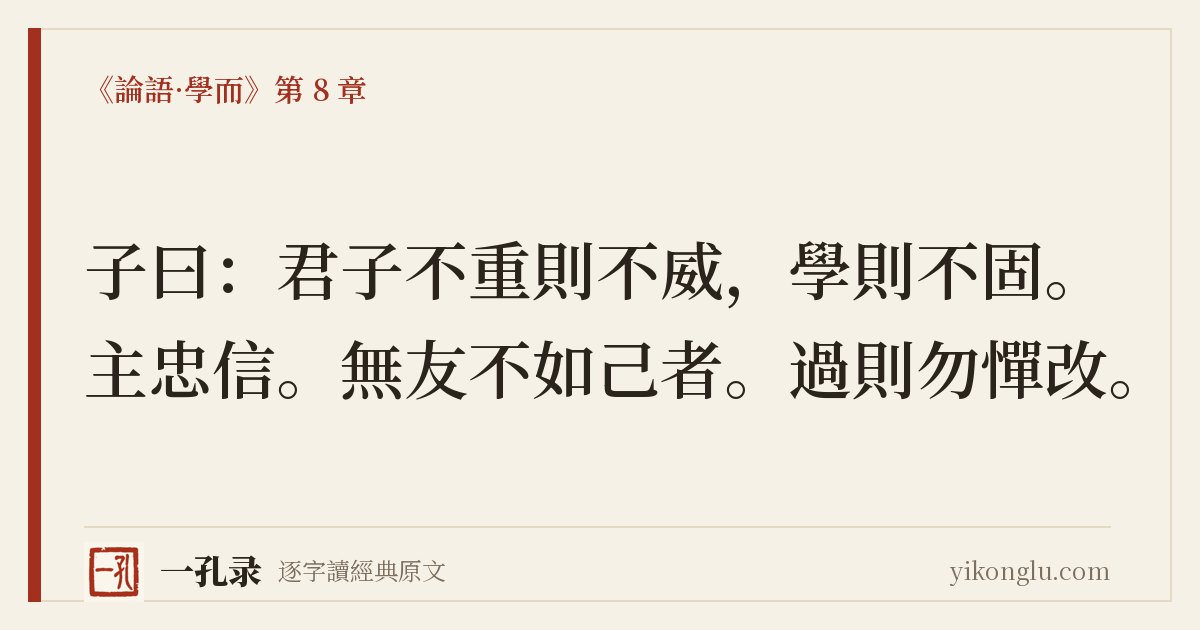 《論語·學而》第 8 章
子曰：君子不重則不威，學則不固。
主忠信。無友不如己者。過則勿憚改。
一孔
一孔录 逐字讀經典原文
yikonglu.com